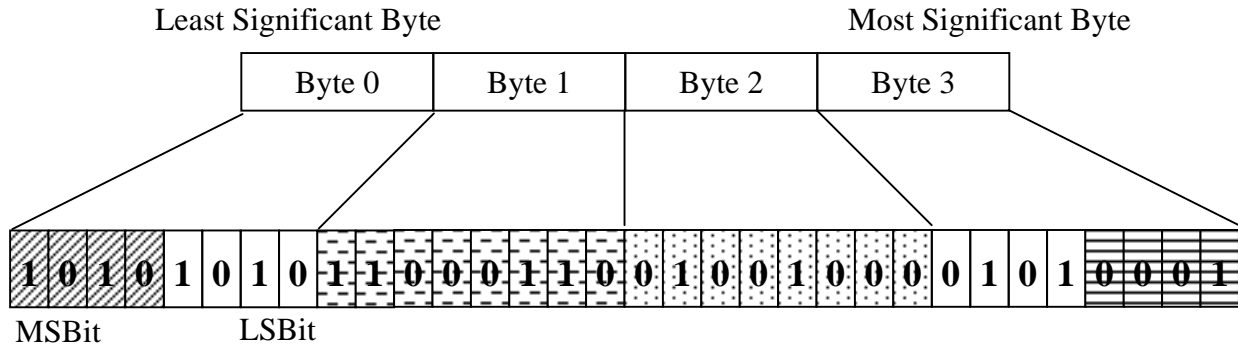 Least Significant Byte Most Significant Byte
Byte 0 Byte 1 Byte 2 Byte 3
1 0 1 0 1 0 1 0 1 1 0 0 0 1 1 0 0 1 0 0 1 0 0 0 0 1 0 1 0 0 0 1
MSBit LSBit